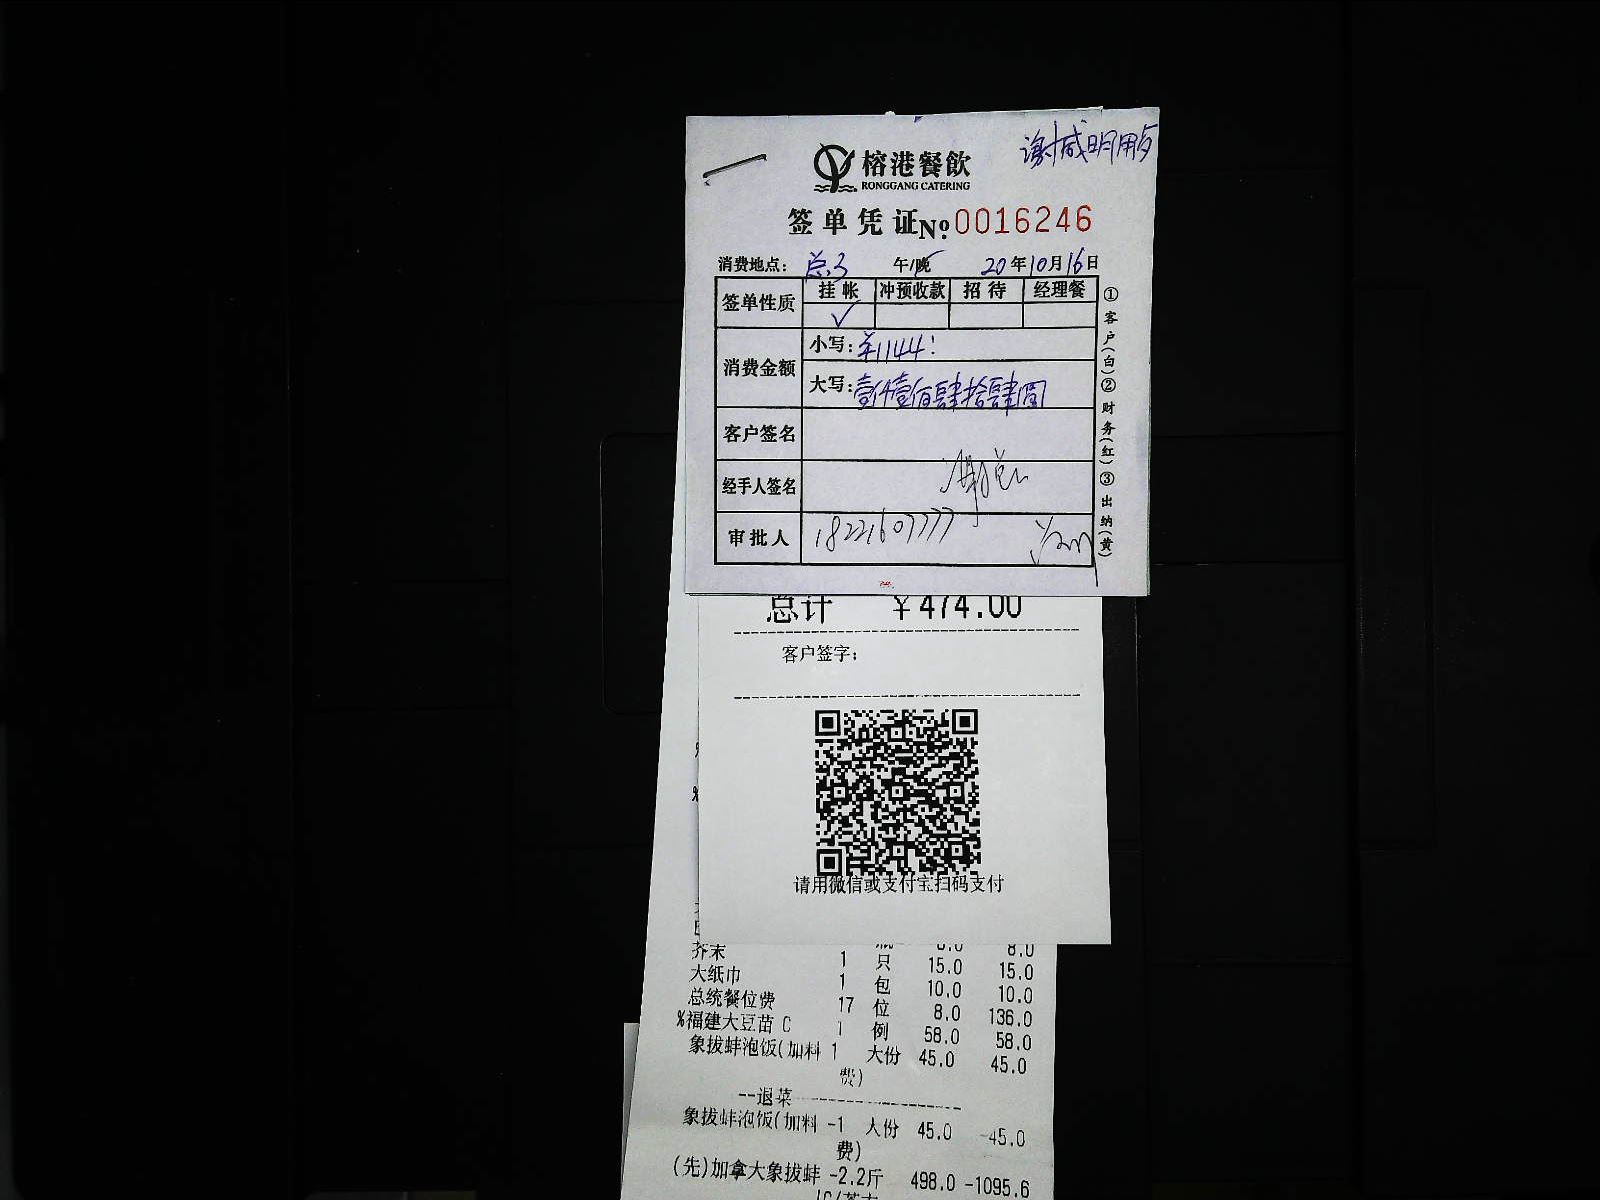 谢成明用与
榕港餐飲
RONGGANG CATERING
签单凭证№ 0016246
消费地点: 总3 午/晚 20年10月16日
签单性质 挂帐 冲预收款 招待 经理餐
✓
消费金额 小写: ¥1144:
大写: 壹仟壹佰肆拾肆圆
客户签名
经手人签名
审批人 18221607777
①客户(白)②财务(红)③出纳(黄)
总计 ¥474.00
客户签字:
请用微信或支付宝扫码支付
8.0
芥末 1 只 15.0 15.0
大纸巾 1 包 10.0 10.0
总统餐位费 17 位 8.0 136.0
%福建大豆苗 C 1 例 58.0 58.0
象拔蚌泡饭(加料 1 大份 45.0 45.0
费)
--退菜--------------------
象拔蚌泡饭(加料 -1 大份 45.0 -45.0
费)
(先)加拿大象拔蚌 -2.2斤 498.0 -1095.6